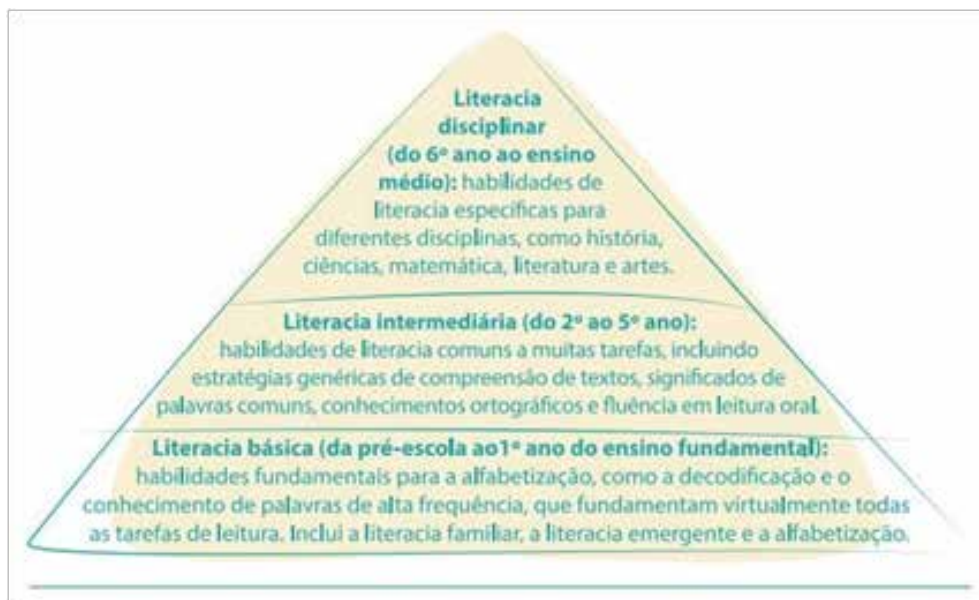 Literacia
disciplinar
(do 6º ano ao ensino
médio): habilidades de
literacia específicas para
diferentes disciplinas, como história,
ciências, matemática, literatura e artes.
Literacia intermediária (do 2º ao 5º ano):
habilidades de literacia comuns a muitas tarefas, incluindo
estratégias genéricas de compreensão de textos, significados de
palavras comuns, conhecimentos ortográficos e fluência em leitura oral.
Literacia básica (da pré-escola ao1º ano do ensino fundamental):
habilidades fundamentais para a alfabetização, como a decodificação e o
conhecimento de palavras de alta frequência, que fundamentam virtualmente todas
as tarefas de leitura. Inclui a literacia familiar, a literacia emergente e a alfabetização.